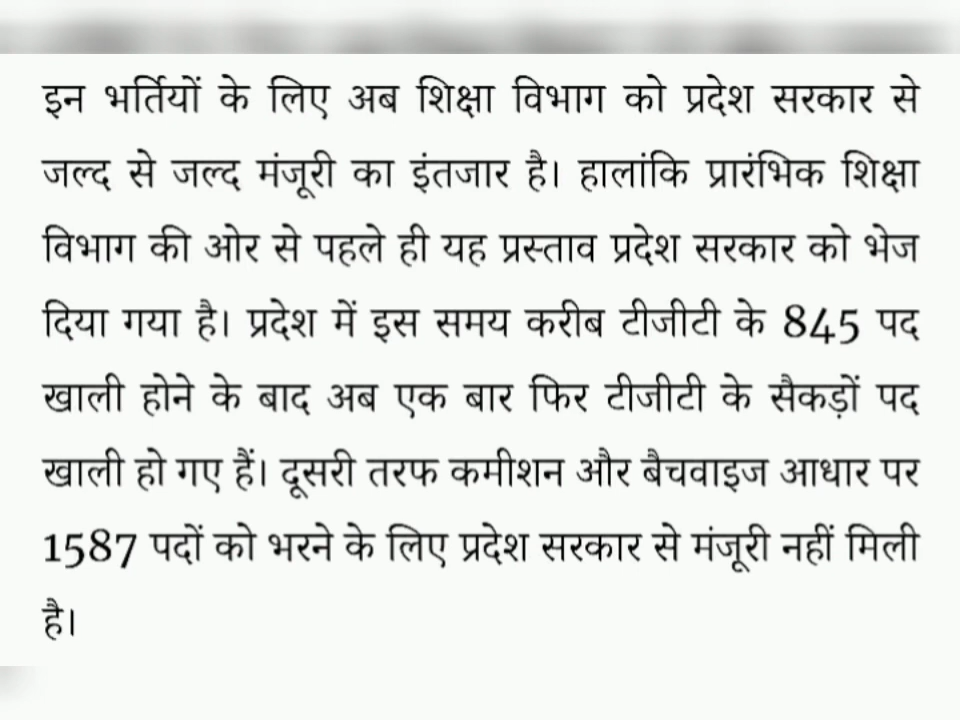 इन भर्तियों के लिए अब शिक्षा विभाग को प्रदेश सरकार से
जल्द से जल्द मंजूरी का इंतजार है। हालांकि प्रारंभिक शिक्षा
विभाग की ओर से पहले ही यह प्रस्ताव प्रदेश सरकार को भेज
दिया गया है। प्रदेश में इस समय करीब टीजीटी के 845 पद
खाली होने के बाद अब एक बार फिर टीजीटी के सैकड़ों पद
खाली हो गए हैं। दूसरी तरफ कमीशन और बैचवाइज आधार पर
1587 पदों को भरने के लिए प्रदेश सरकार से मंजूरी नहीं मिली
है।